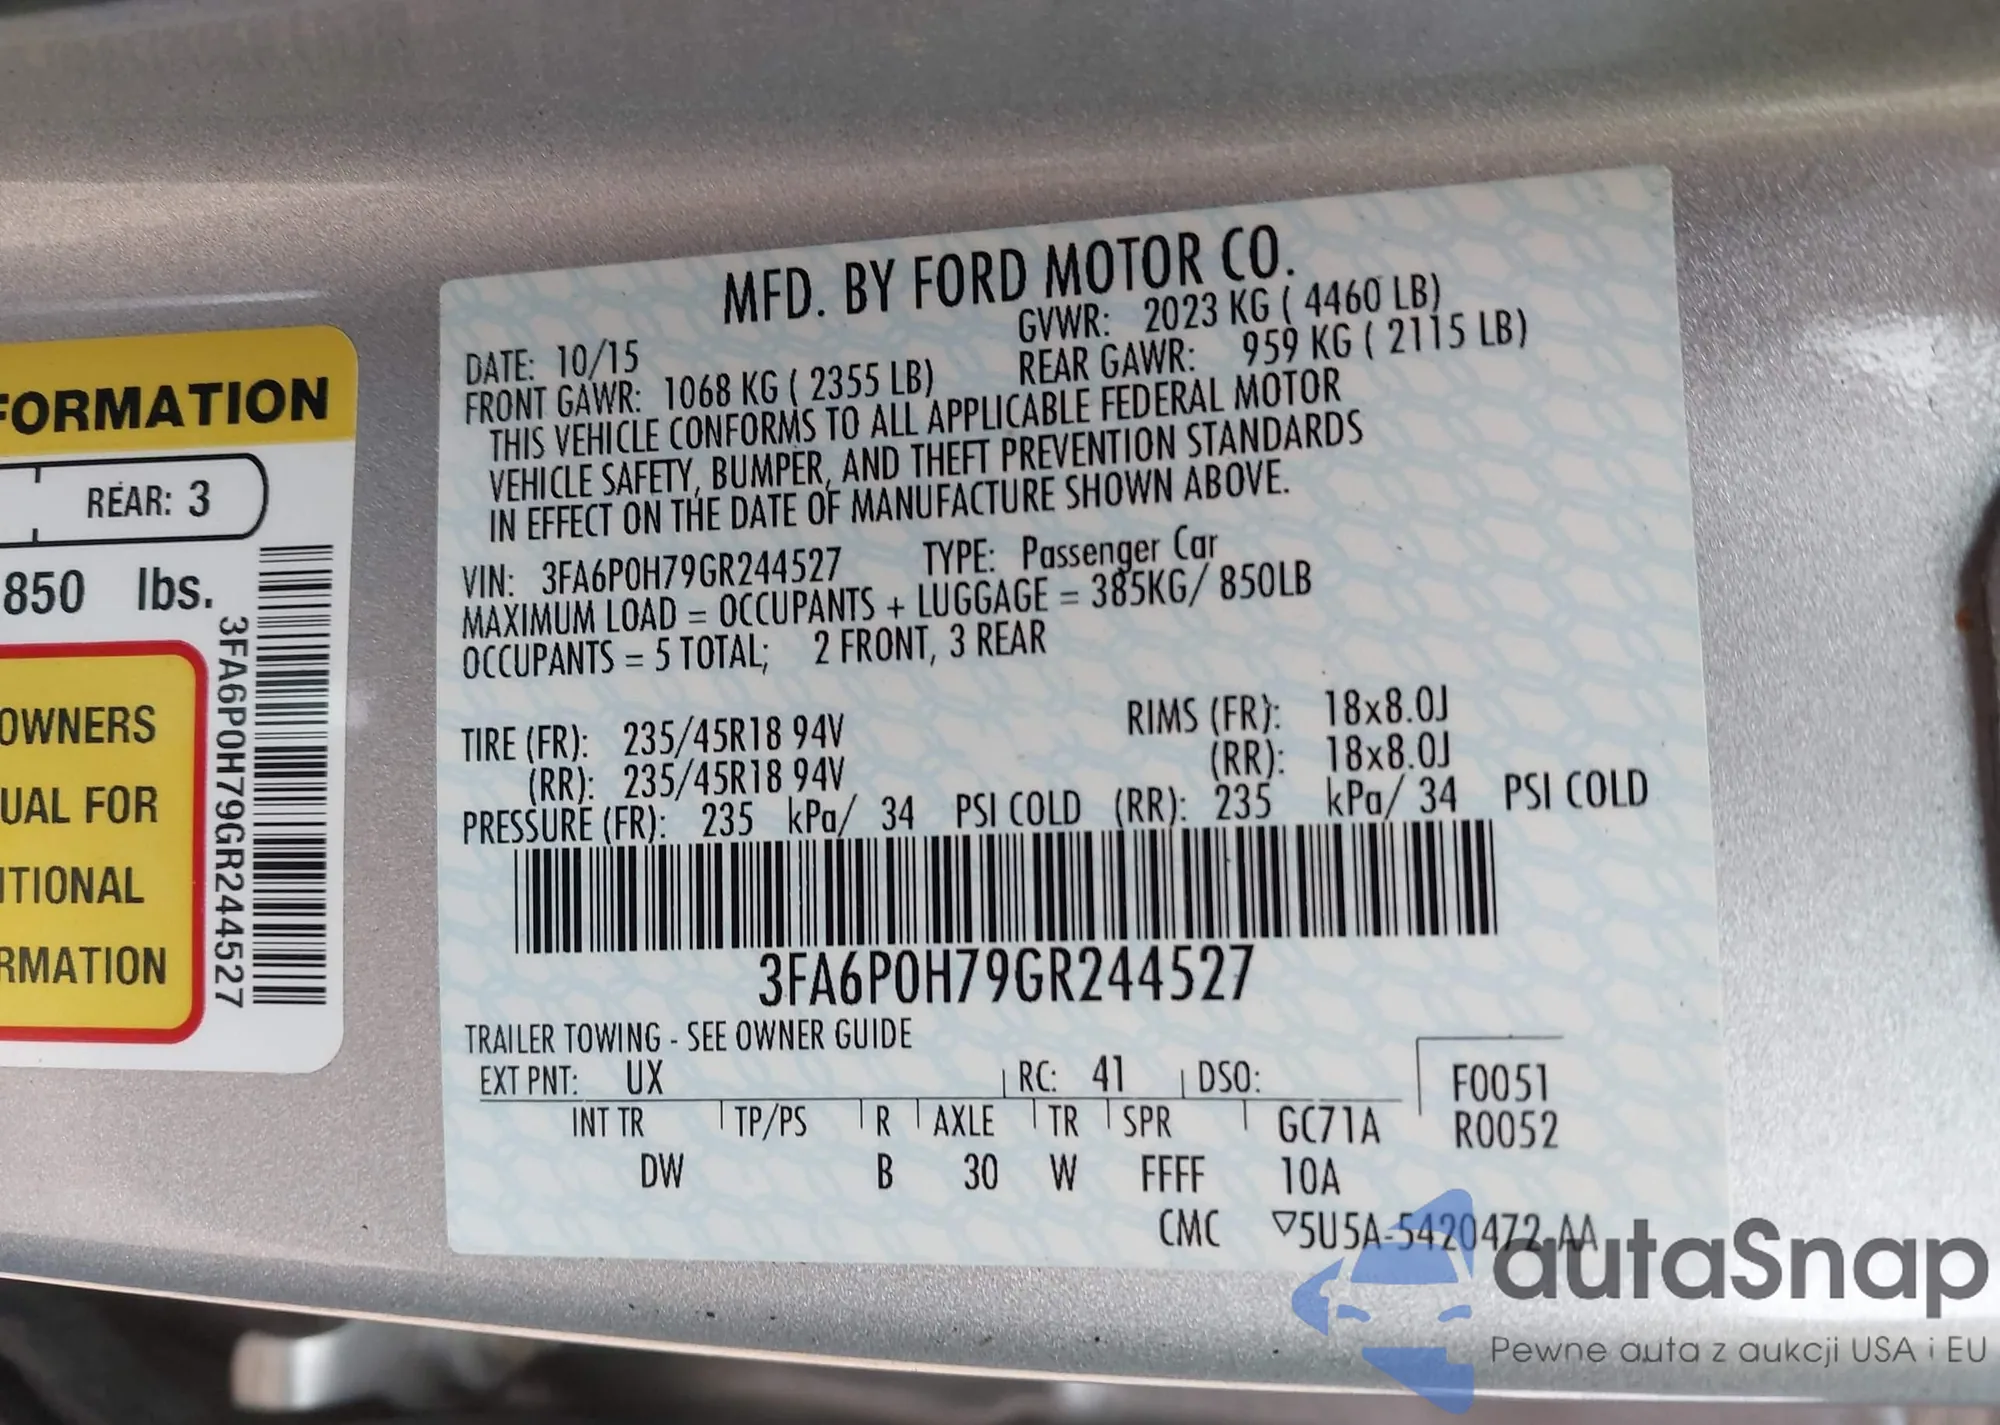 FORMATION
REAR: 3
850 lbs.
OWNERS
UAL FOR
ITIONAL
RMATION
3FA6P0H79GR244527
MFD. BY FORD MOTOR CO.
DATE: 10/15 GVWR: 2023 KG ( 4460 LB)
FRONT GAWR: 1068 KG ( 2355 LB) REAR GAWR: 959 KG ( 2115 LB)
THIS VEHICLE CONFORMS TO ALL APPLICABLE FEDERAL MOTOR
VEHICLE SAFETY, BUMPER, AND THEFT PREVENTION STANDARDS
IN EFFECT ON THE DATE OF MANUFACTURE SHOWN ABOVE.
VIN: 3FA6P0H79GR244527 TYPE: Passenger Car
MAXIMUM LOAD = OCCUPANTS + LUGGAGE = 385KG/ 850LB
OCCUPANTS = 5 TOTAL; 2 FRONT, 3 REAR
TIRE (FR): 235/45R18 94V RIMS (FR): 18x8.0J
(RR): 235/45R18 94V (RR): 18x8.0J
PRESSURE (FR): 235 kPa/ 34 PSI COLD (RR): 235 kPa/ 34 PSI COLD
3FA6P0H79GR244527
TRAILER TOWING - SEE OWNER GUIDE
EXT PNT: UX RC: 41 DSO: F0051
INT TR TP/PS R AXLE TR SPR GC71A R0052
DW B 30 W FFFF 10A
CMC ▽5U5A-5420472-AA
autaSnap
Pewne auta z aukcji USA i EU